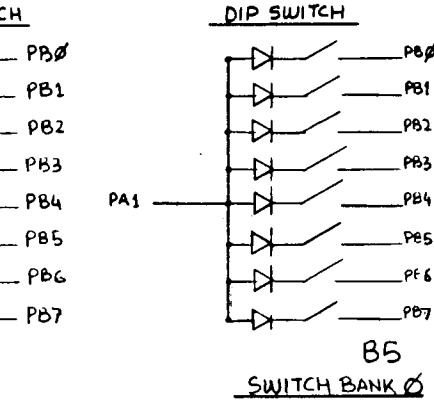 CH
DIP SWITCH
PBØ
PB1
PB2
PB3
PB4
PB5
PB6
PB7
PA1
PBØ
PB1
PB2
PB3
PB4
PB5
PF6
PB7
B5
SWITCH BANK Ø